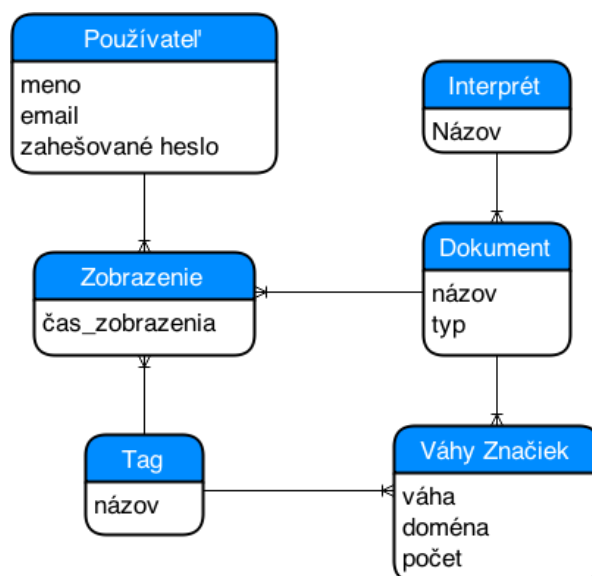 Používateľ
meno
email
zahešované heslo
Interprét
Názov
Zobrazenie
čas_zobrazenia
Dokument
názov
typ
Tag
názov
Váhy Značiek
váha
doména
počet